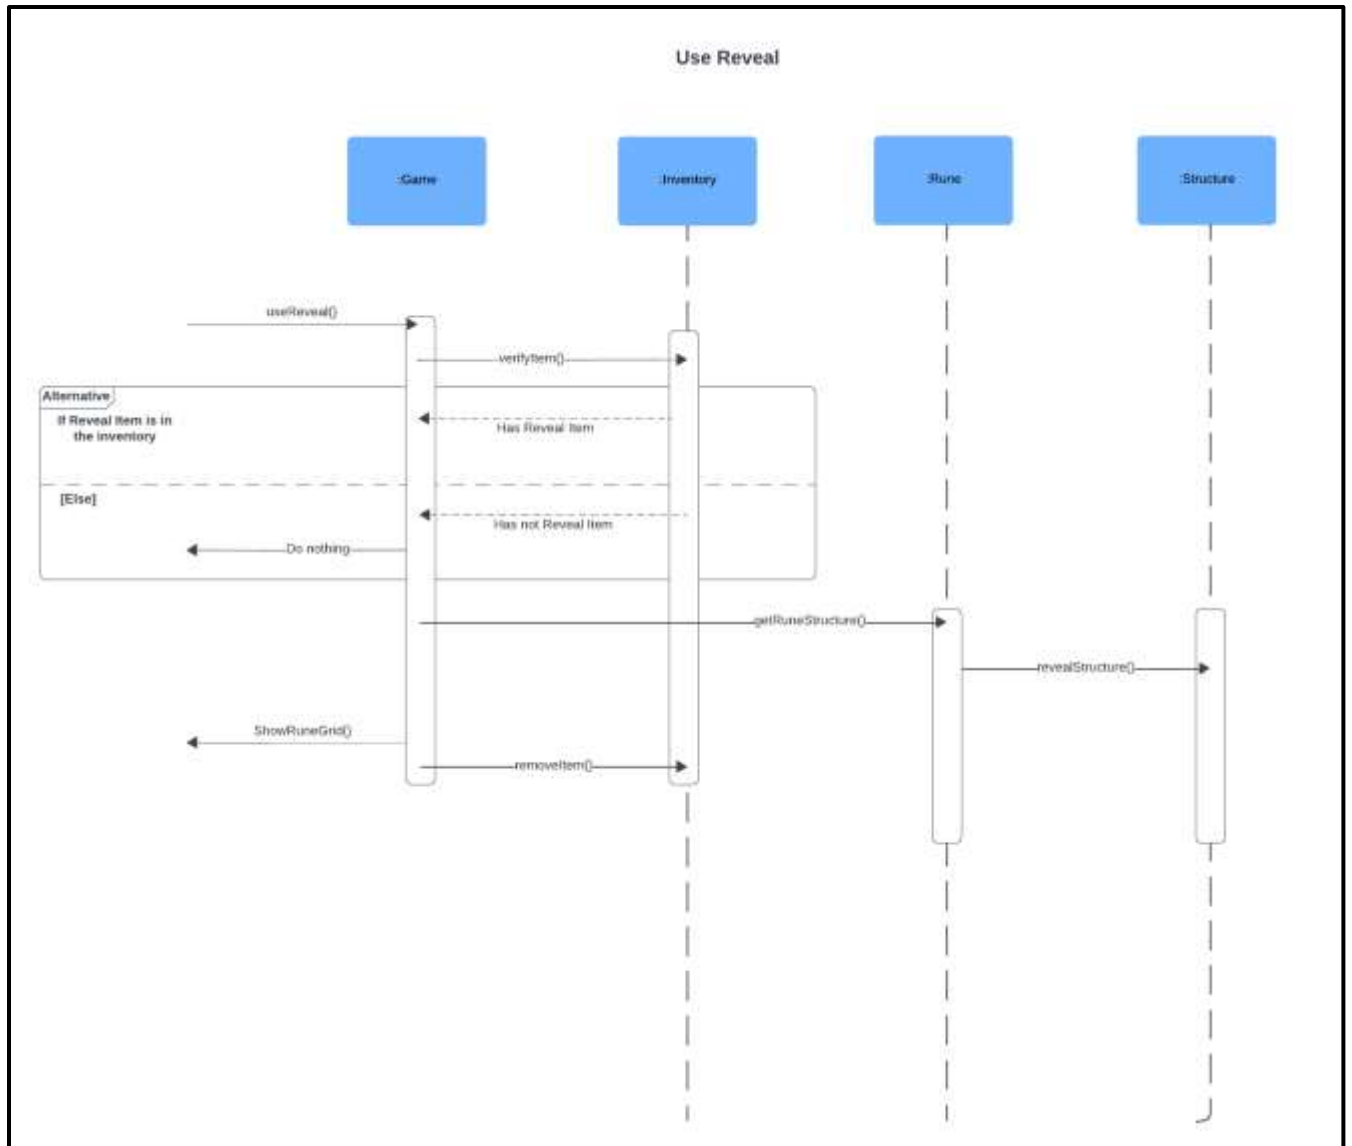 Use Reveal
:Game
:Inventory
:Rune
:Structure
useReveal()
verifyItem()
Alternative
If Reveal Item is in
the inventory
Has Reveal Item
[Else]
Has not Reveal Item
Do nothing
getRuneStructure()
revealStructure()
ShowRuneGrid()
removeItem()